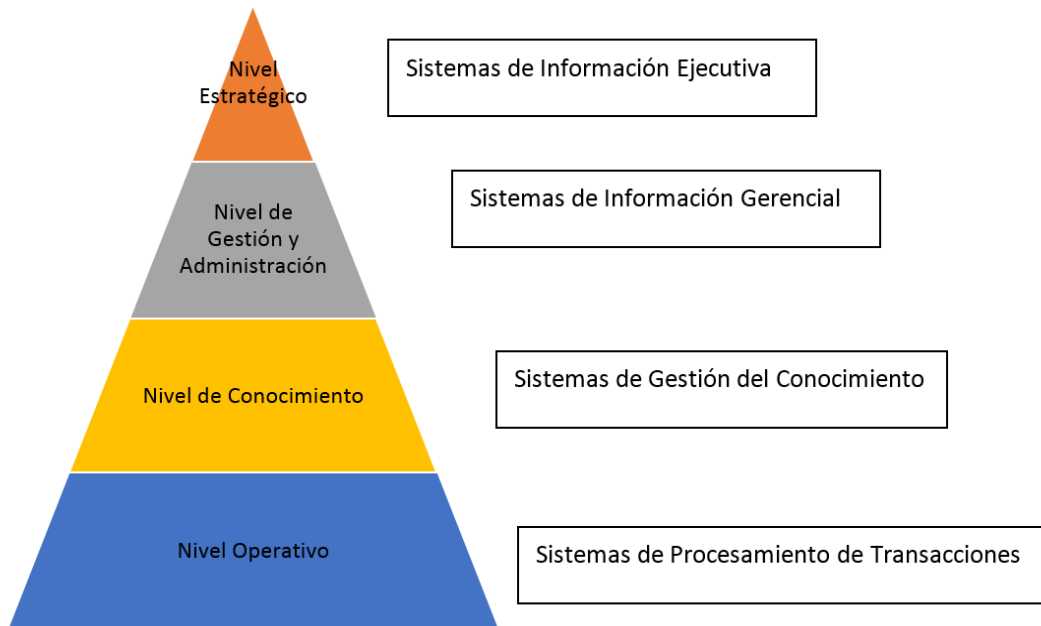 Nivel
Estratégico
Sistemas de Información Ejecutiva
Nivel de
Gestión y
Administración
Sistemas de Información Gerencial
Nivel de Conocimiento
Sistemas de Gestión del Conocimiento
Nivel Operativo
Sistemas de Procesamiento de Transacciones